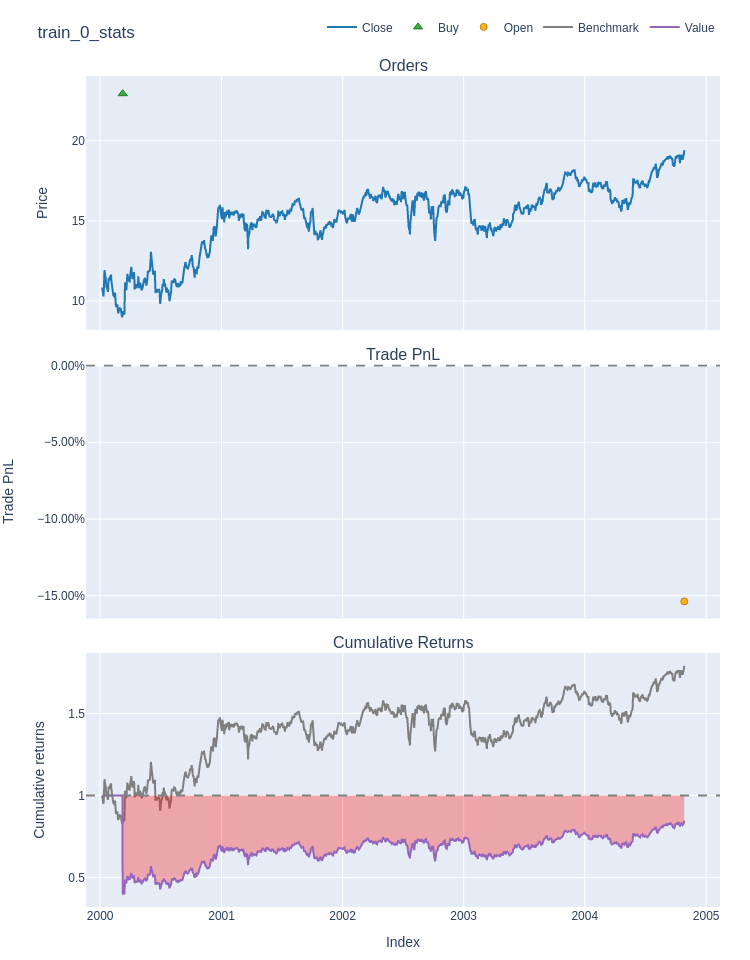 train_0_stats
Close
Buy
Open
Benchmark
Value
Orders
20
15
10
Price
Trade PnL
0.00%
−5.00%
−10.00%
−15.00%
Trade PnL
Cumulative Returns
1.5
1
0.5
Cumulative returns
2000
2001
2002
2003
2004
2005
Index